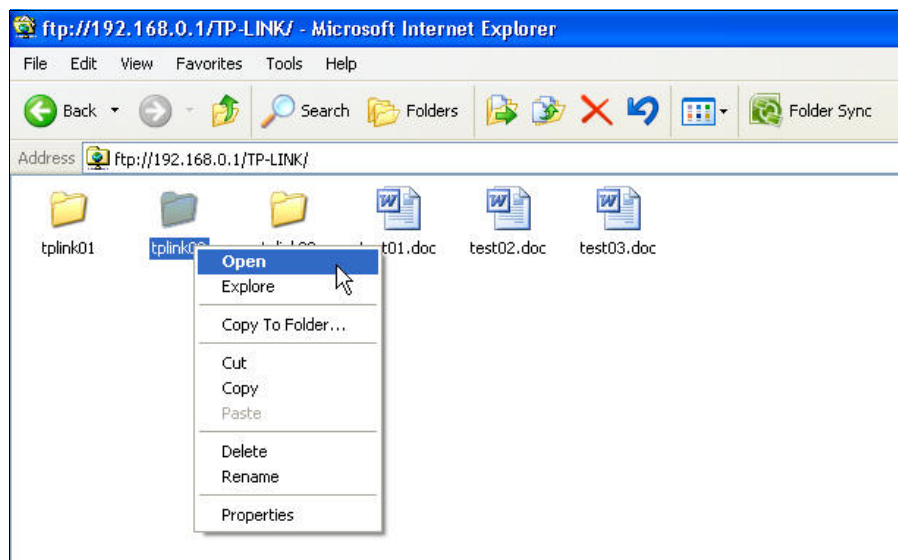 ftp://192.168.0.1/TP-LINK/ - Microsoft Internet Explorer
File Edit View Favorites Tools Help
Back Search Folders Folder Sync
Address ftp://192.168.0.1/TP-LINK/
tplink01 test02.doc test03.doc
Open
Explore
Copy To Folder...
Cut
Copy
Paste
Delete
Rename
Properties